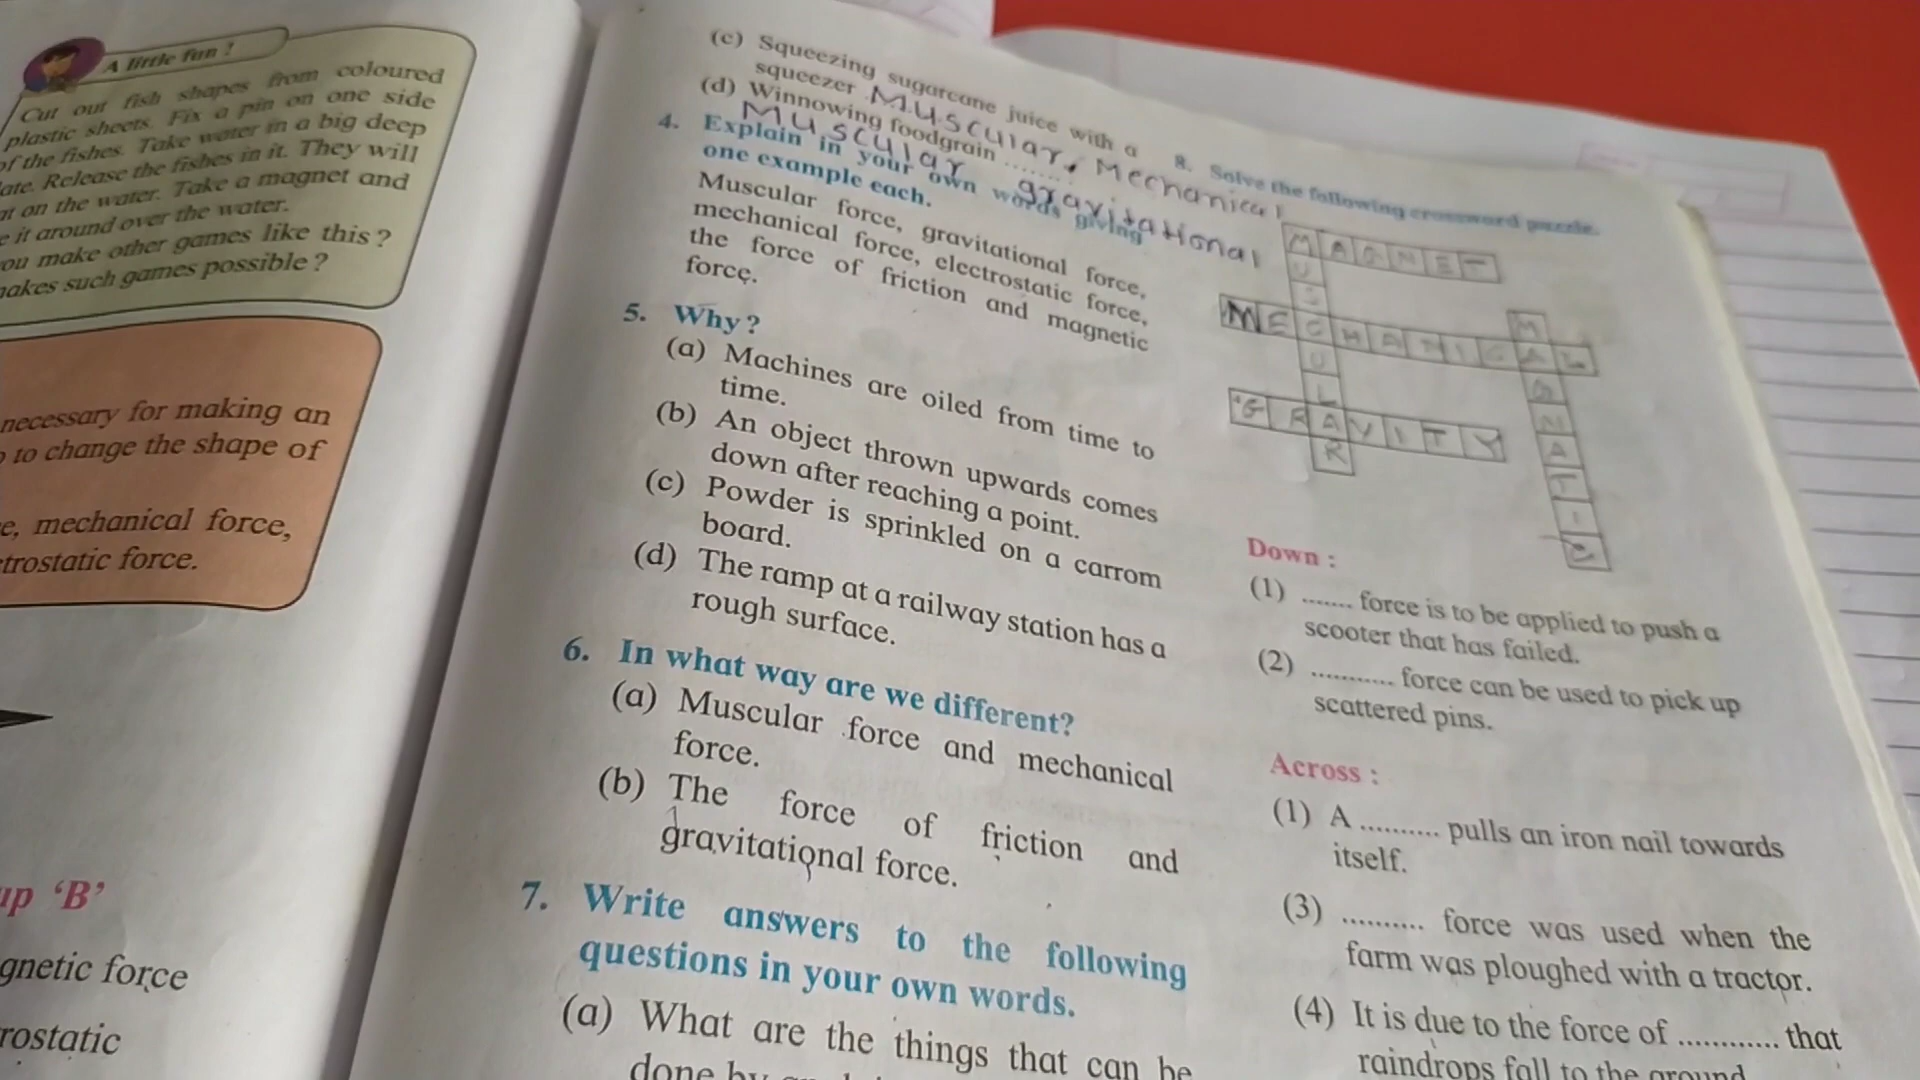 A little fun !
Cut out fish shapes from coloured
plastic sheets. Fix a pin on one side
of the fishes. Take water in a big deep
ate. Release the fishes in it. They will
at on the water. Take a magnet and
e it around over the water.
ou make other games like this ?
nakes such games possible ?
necessary for making an
to change the shape of
e, mechanical force,
trostatic force.
up ‘B’
gnetic force
rostatic
(c) Squeezing sugarcane juice with a
squeezer Muscular, Mechanical
(d) Winnowing foodgrain ........
Muscular gravitational
4. Explain in your own words giving
one example each.
Muscular force, gravitational force,
mechanical force, electrostatic force,
the force of friction and magnetic
force.
5. Why?
(a) Machines are oiled from time to
time.
(b) An object thrown upwards comes
down after reaching a point.
(c) Powder is sprinkled on a carrom
board.
(d) The ramp at a railway station has a
rough surface.
6. In what way are we different?
(a) Muscular force and mechanical
force.
(b) The force of friction and
gravitational force.
7. Write answers to the following
questions in your own words.
(a) What are the things that can be
8. Solve the following crossword puzzle.
MAGNET
MUSCULAR
MECHANICAL
MAGNATIC
GRAVITY
Down :
(1) ....... force is to be applied to push a
scooter that has failed.
(2) ........... force can be used to pick up
scattered pins.
Across :
(1) A .......... pulls an iron nail towards
itself.
(3) .......... force was used when the
farm was ploughed with a tractor.
(4) It is due to the force of ............ that
raindrops fall to the ground